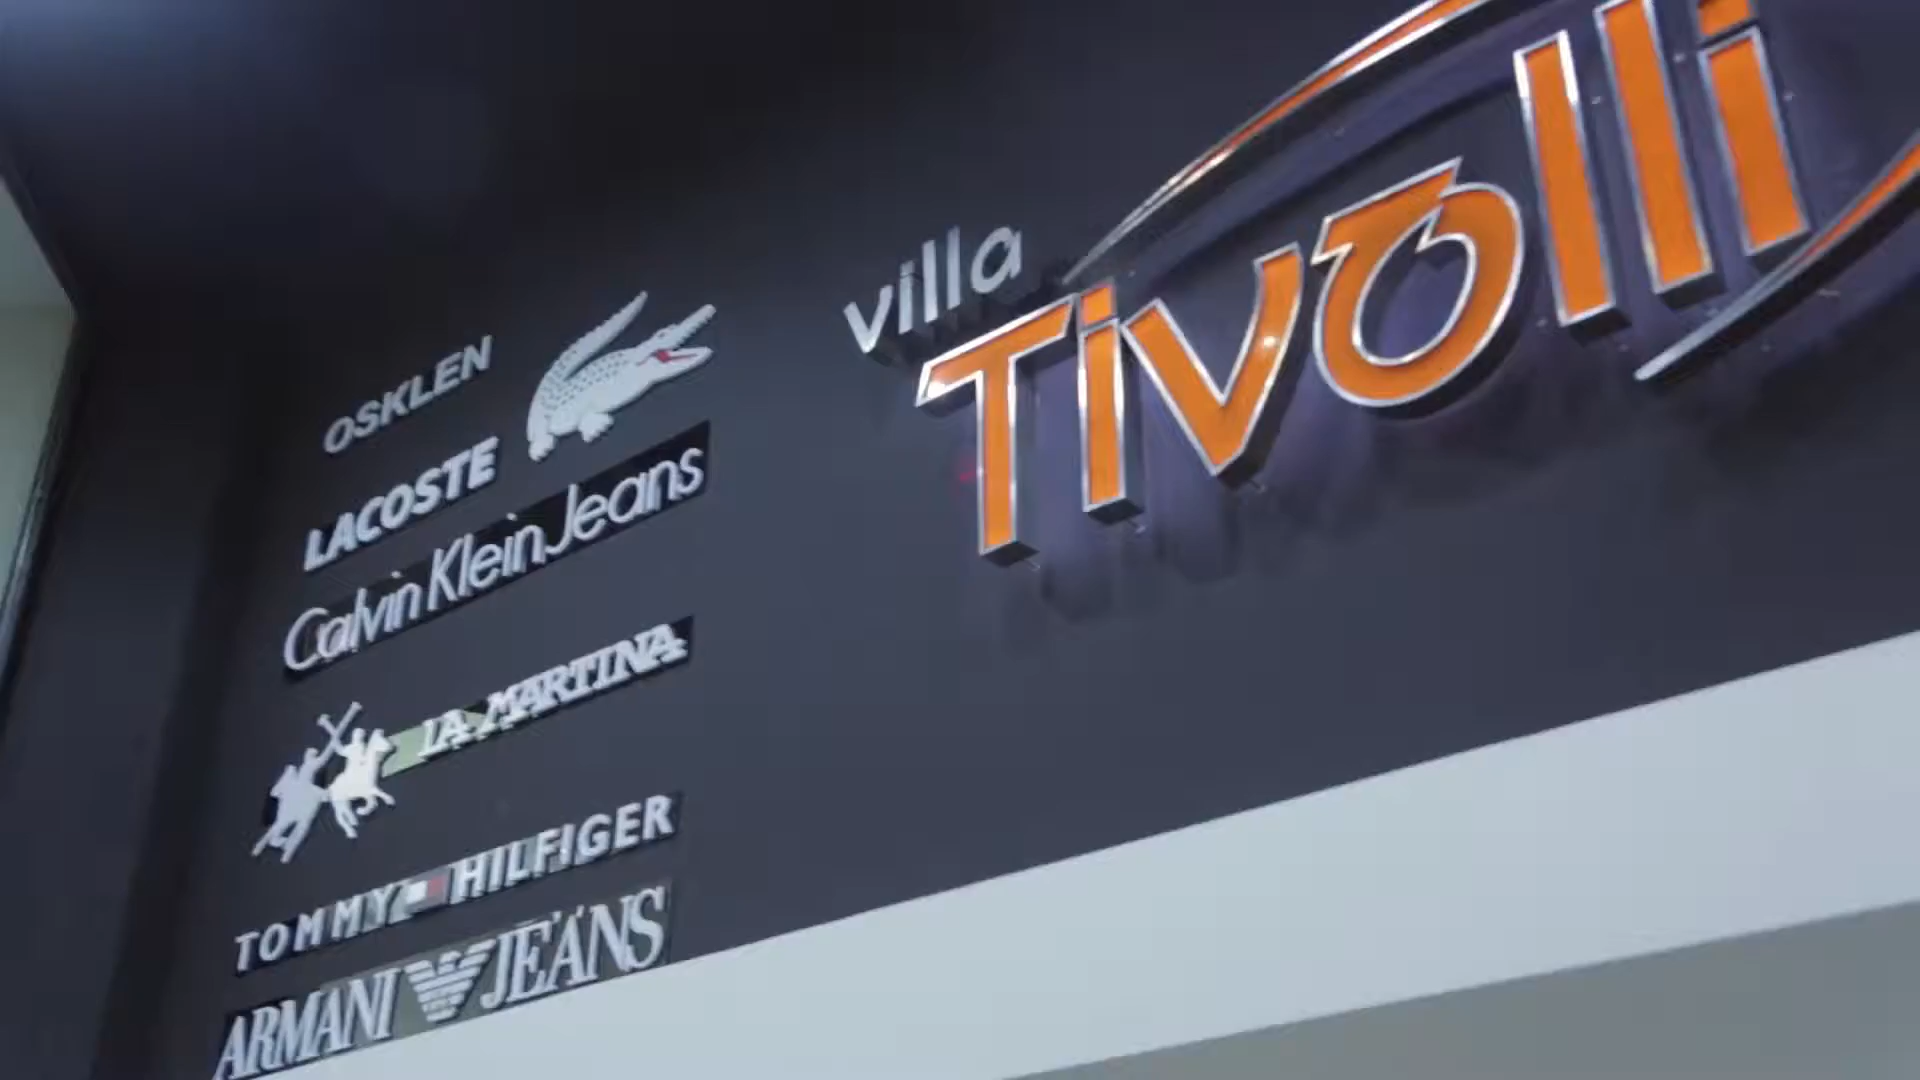 villa
Tivolli
OSKLEN
LACOSTE
Calvin Klein Jeans
LA MARTINA
TOMMY HILFIGER
ARMANI JEANS